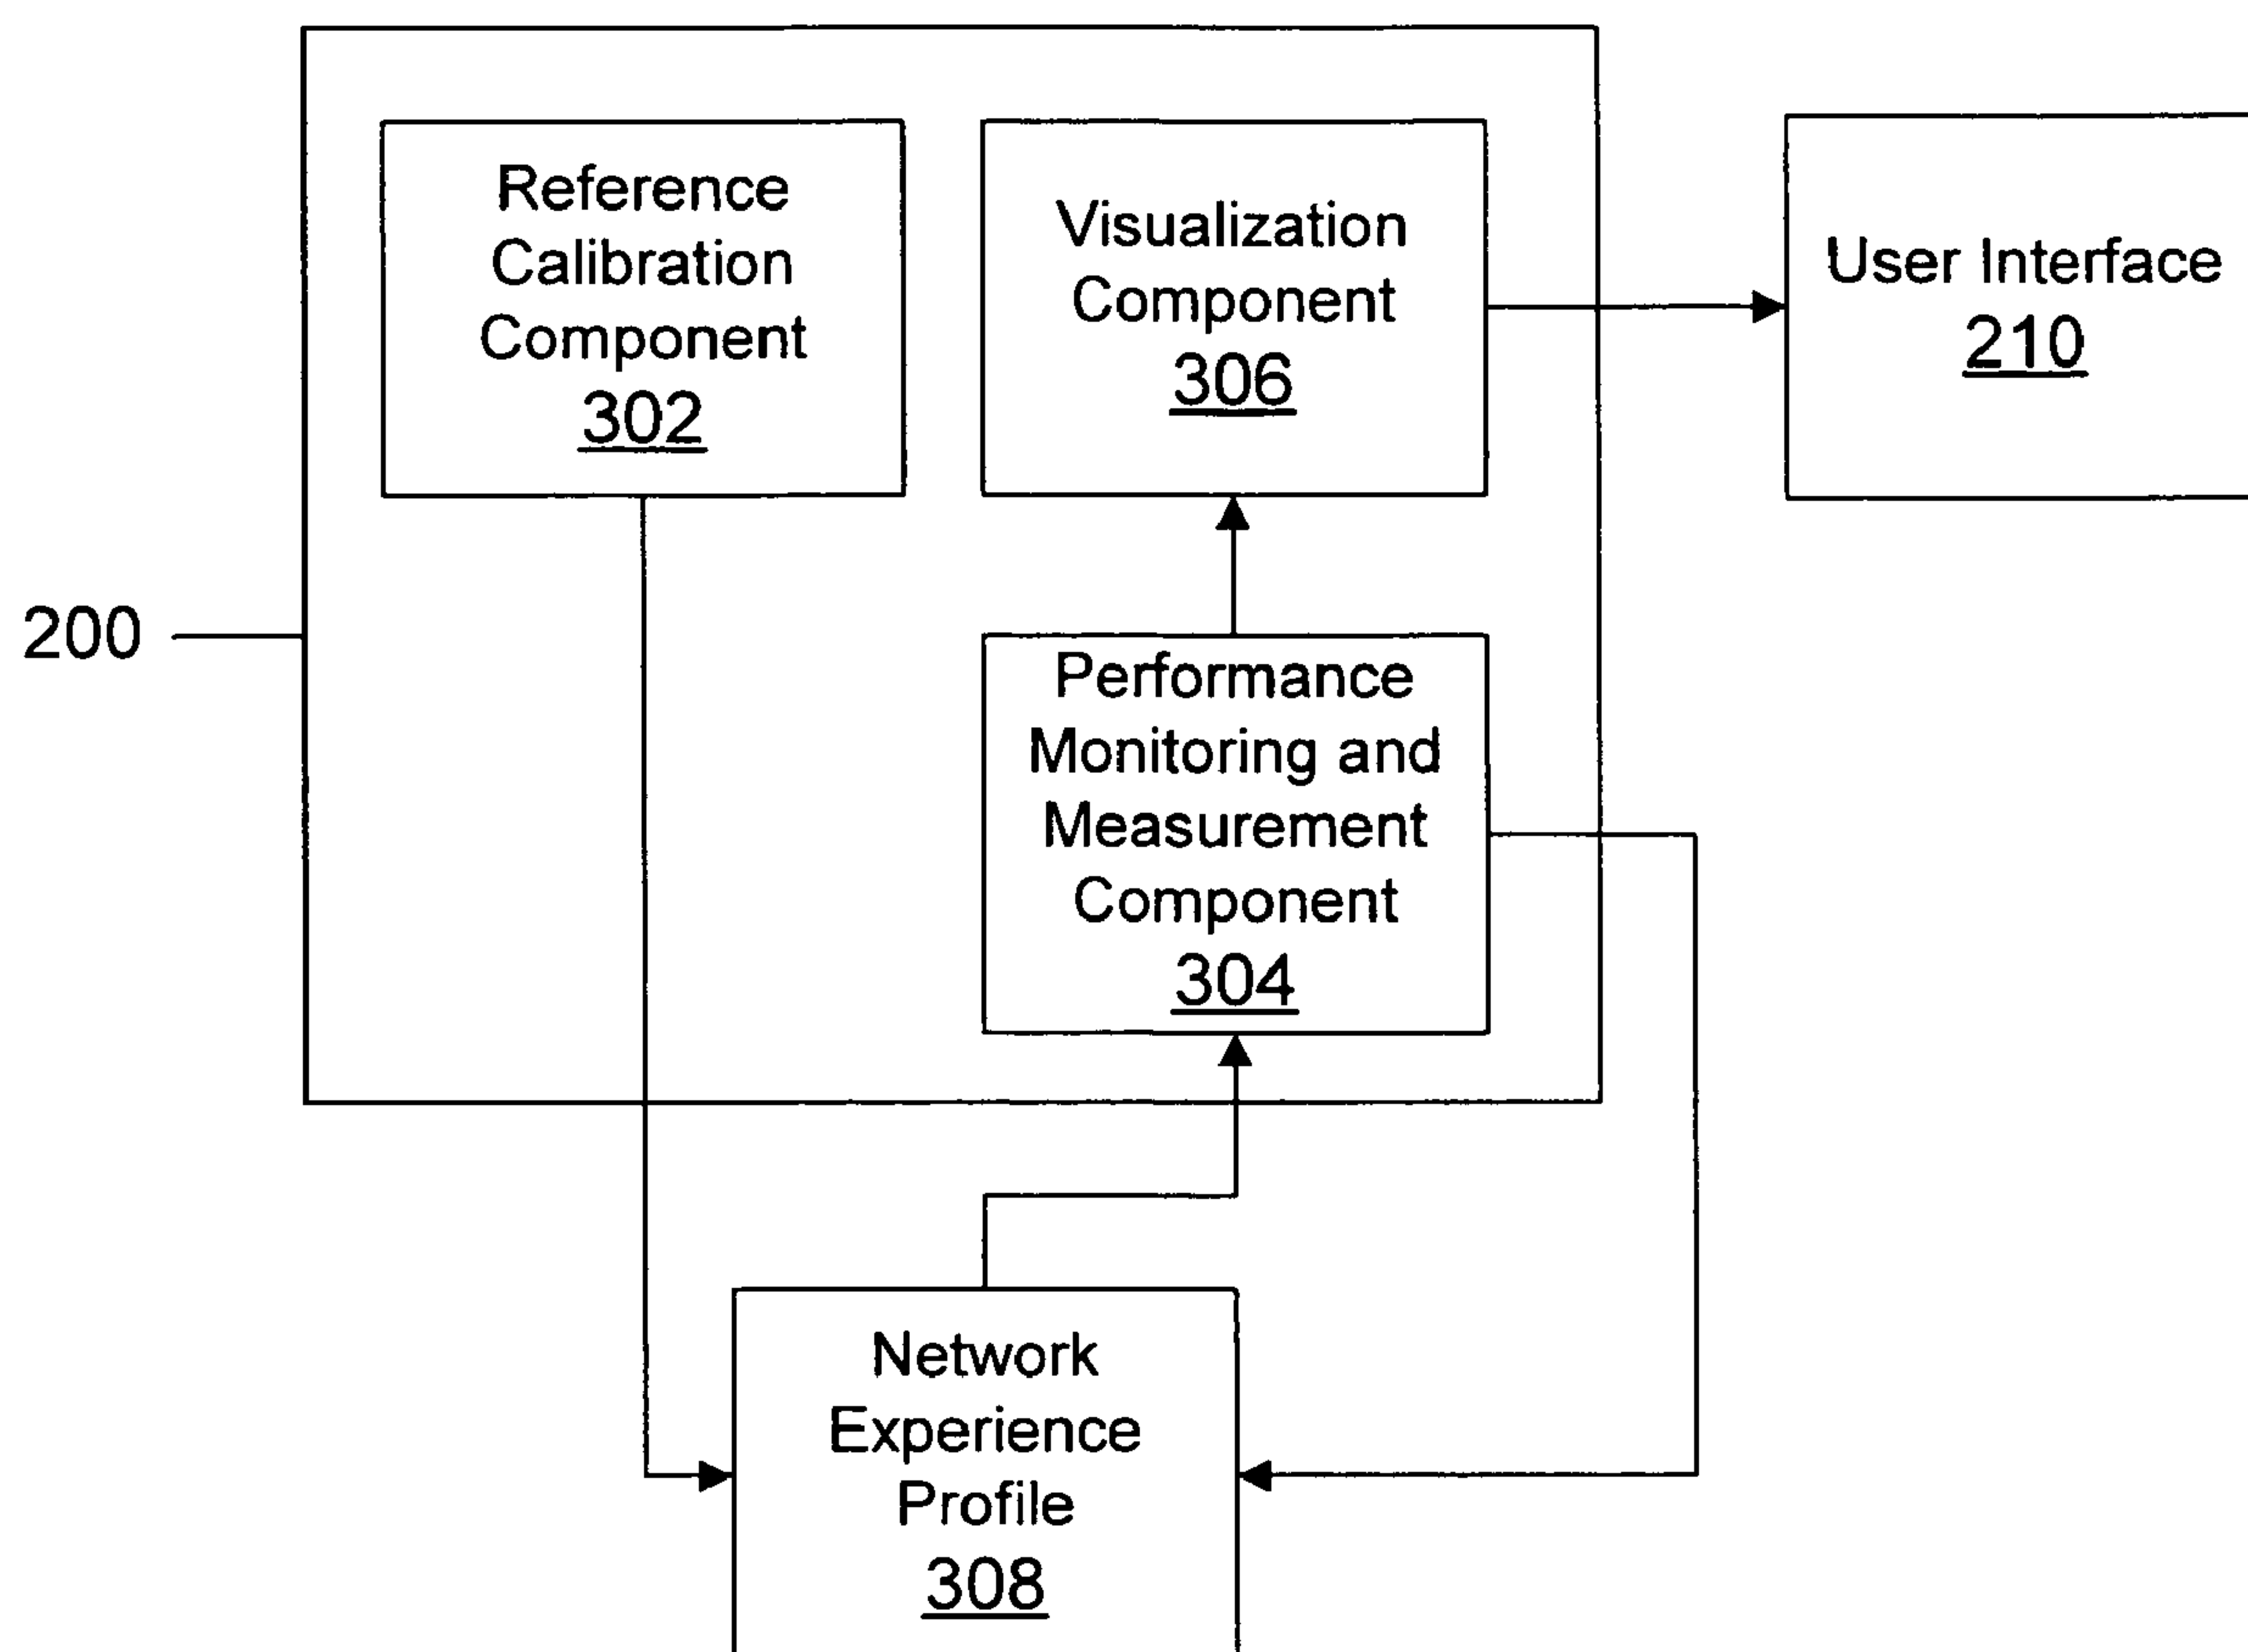 Reference
Calibration
Component
302
Visualization
Component
306
User Interface
210
200
Performance
Monitoring and
Measurement
Component
304
Network
Experience
Profile
308